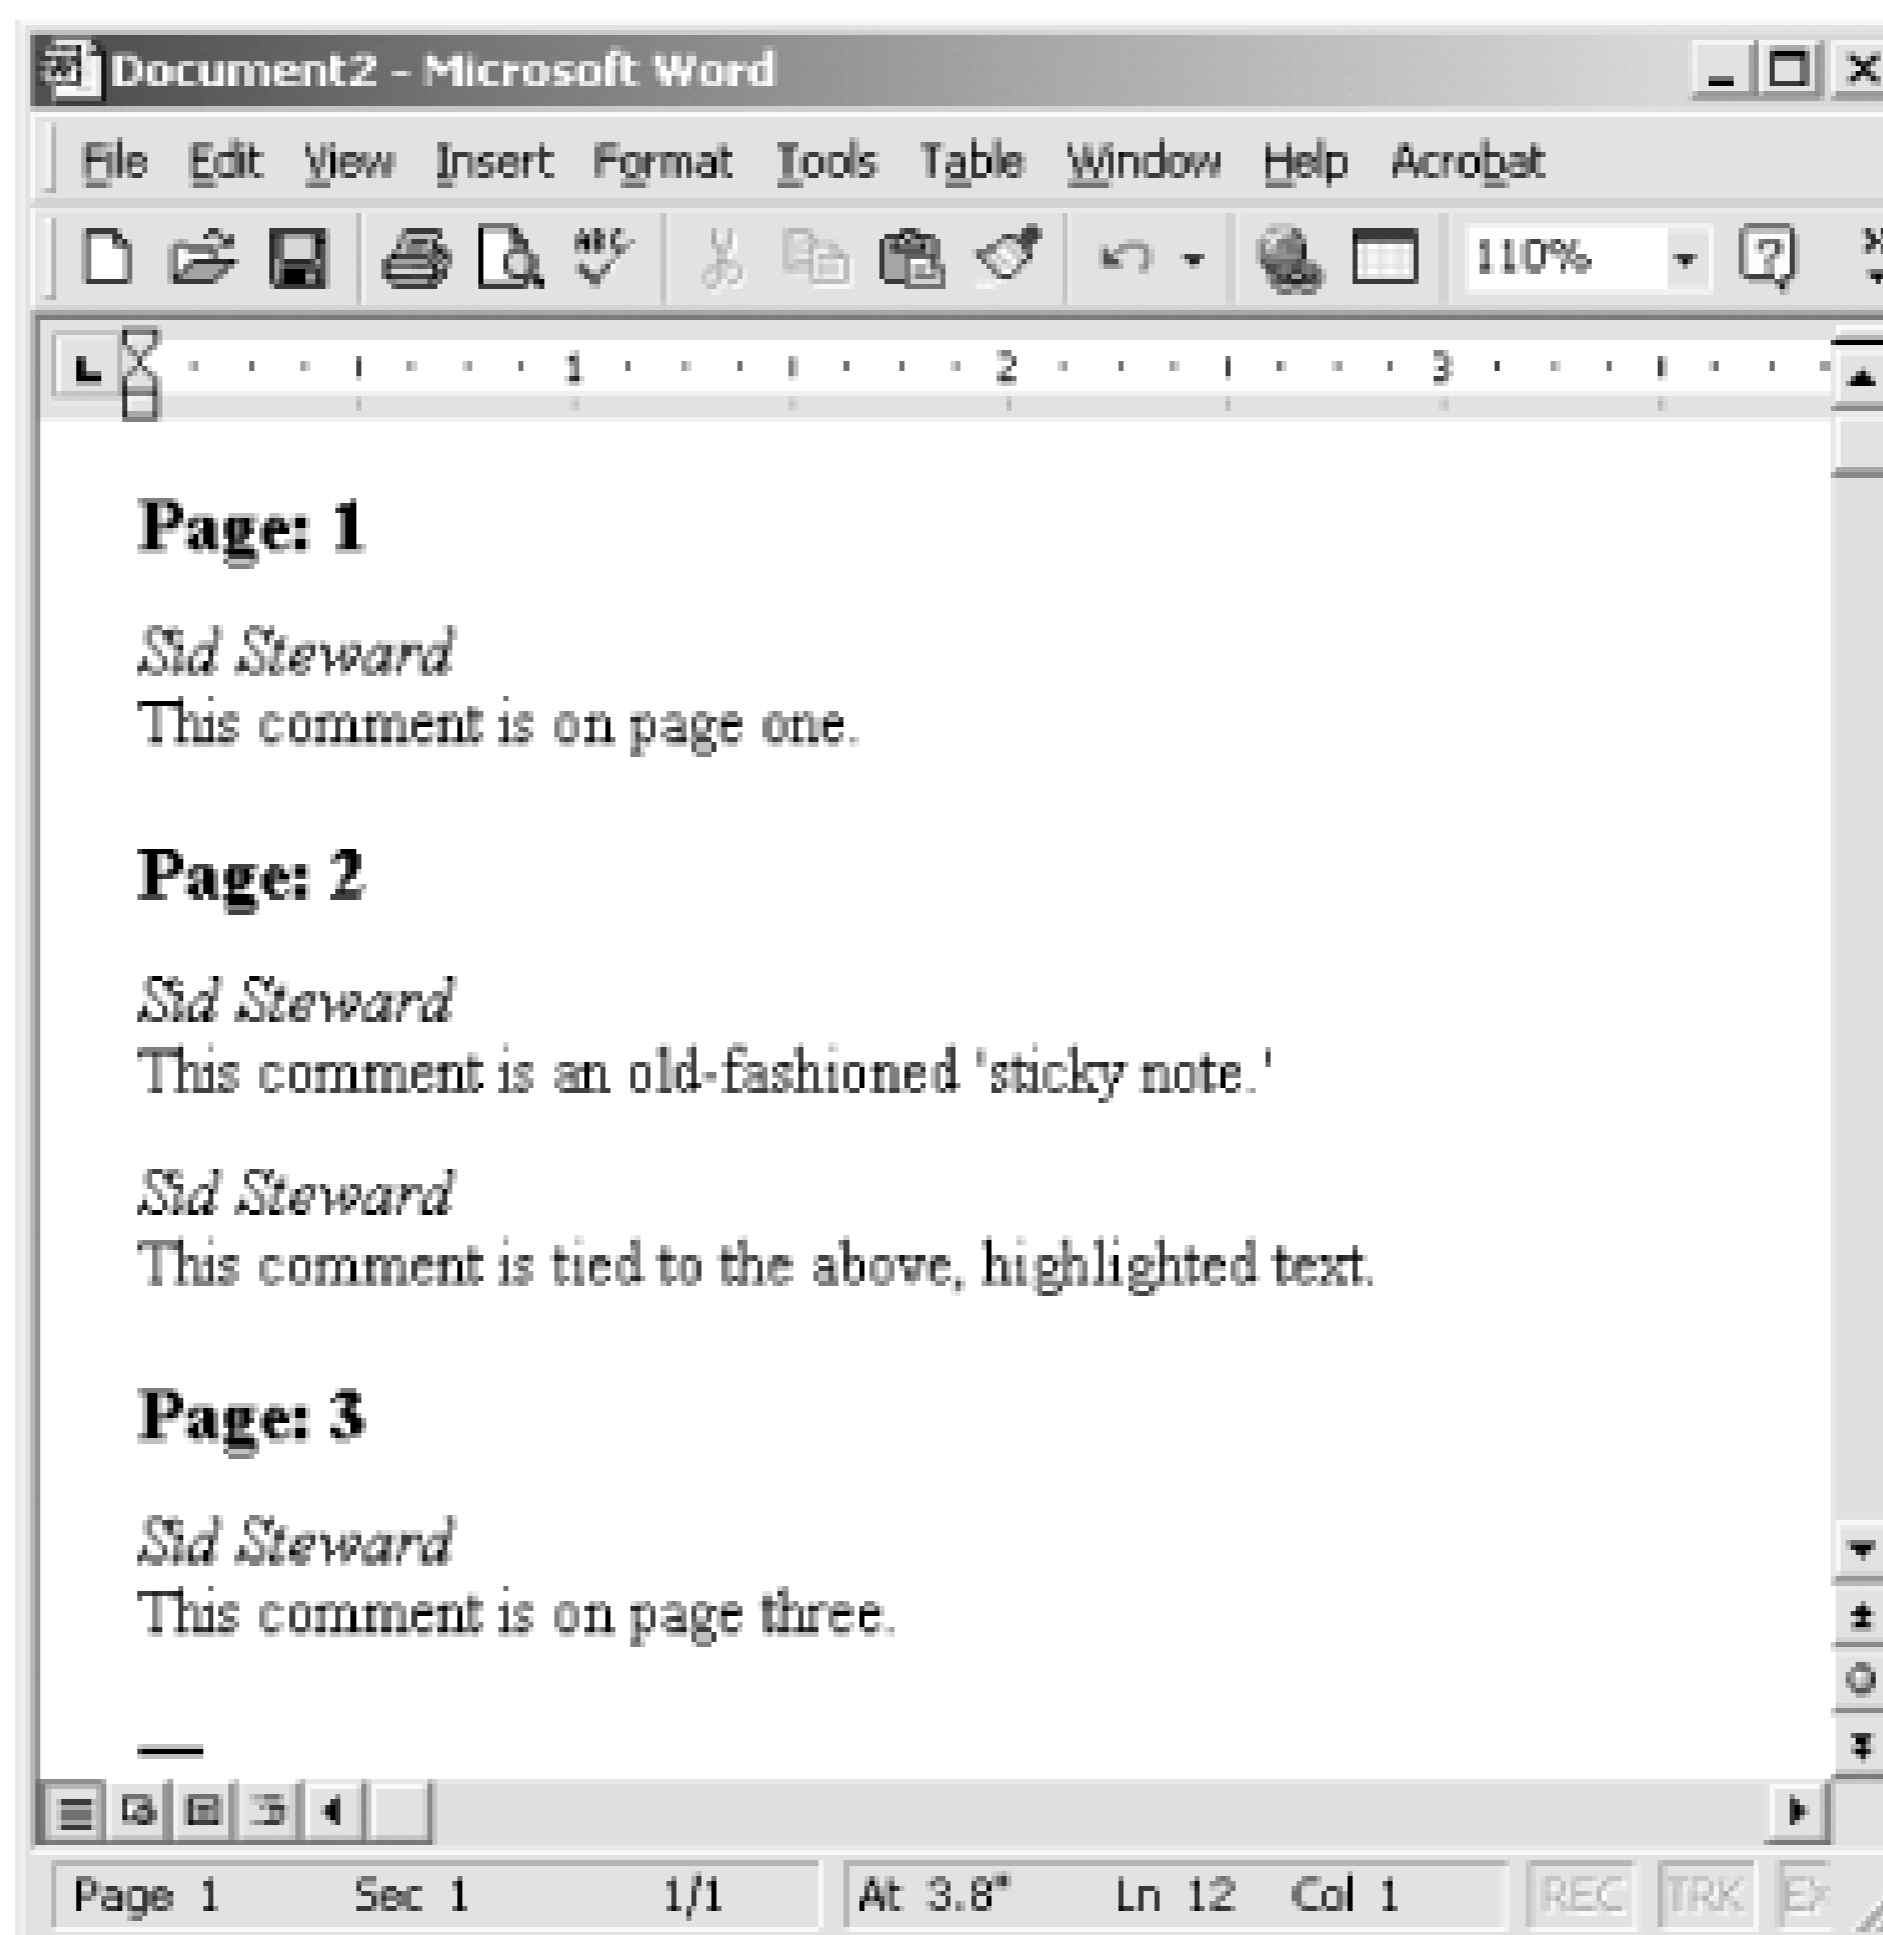 Document2 - Microsoft Word
File Edit View Insert Format Tools Table Window Help Acrobat
ABC 110%
1 2 3
Page: 1
Sid Steward
This comment is on page one.
Page: 2
Sid Steward
This comment is an old-fashioned 'sticky note.'
Sid Steward
This comment is tied to the above, highlighted text.
Page: 3
Sid Steward
This comment is on page three.
Page 1 Sec 1 1/1 At 3.8" Ln 12 Col 1 REC TRK